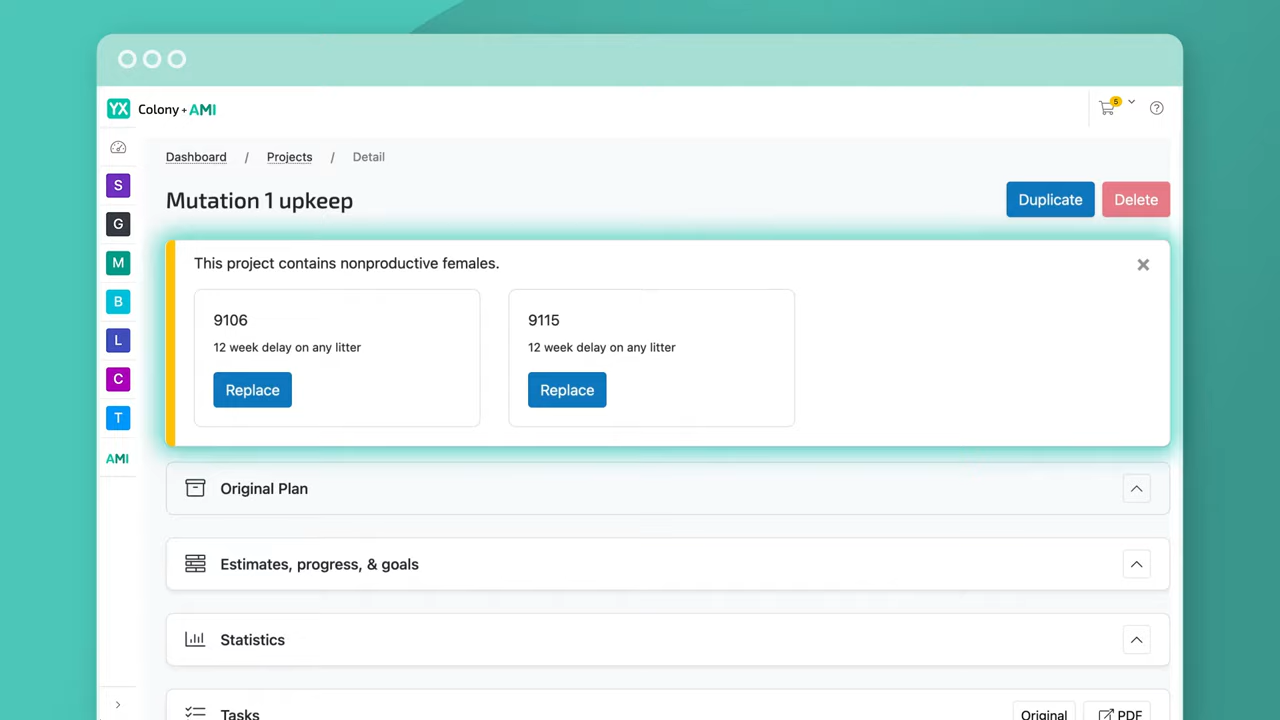 YX Colony + AMI
5
Dashboard / Projects / Detail
Mutation 1 upkeep
Duplicate
Delete
This project contains nonproductive females.
9106
12 week delay on any litter
Replace
9115
12 week delay on any litter
Replace
S
G
M
B
L
C
T
AMI
Original Plan
Estimates, progress, & goals
Statistics
Tasks
Original
PDF